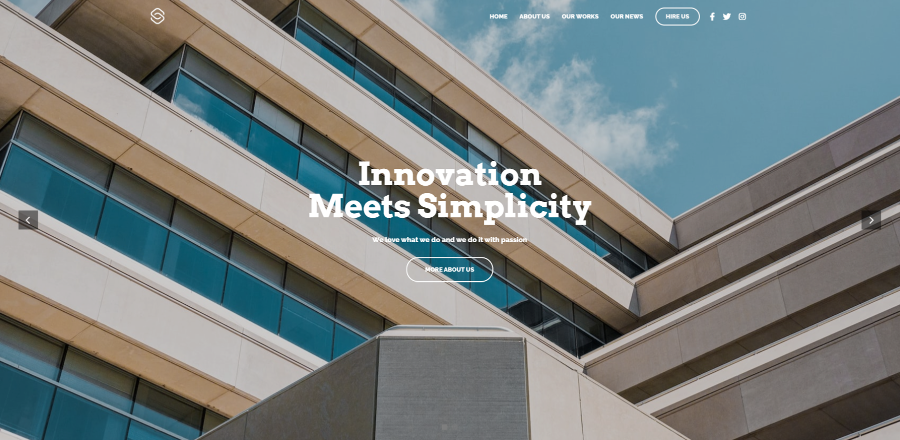 HOME ABOUT US OUR WORKS OUR NEWS HIRE US
Innovation
Meets Simplicity
We love what we do and we do it with passion
MORE ABOUT US